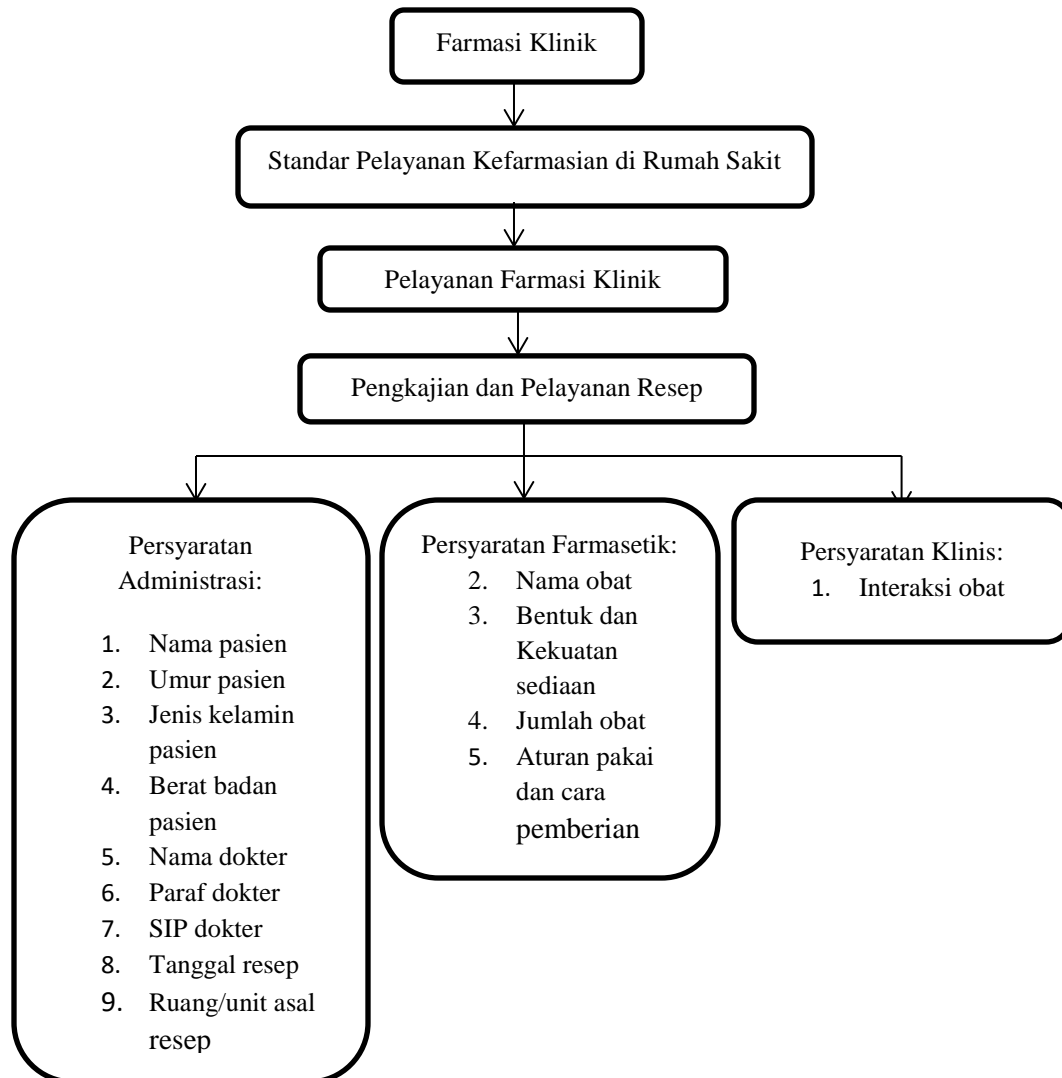 Farmasi Klinik
Standar Pelayanan Kefarmasian di Rumah Sakit
Pelayanan Farmasi Klinik
Pengkajian dan Pelayanan Resep
Persyaratan
Administrasi:
1. Nama pasien
2. Umur pasien
3. Jenis kelamin
pasien
4. Berat badan
pasien
5. Nama dokter
6. Paraf dokter
7. SIP dokter
8. Tanggal resep
9. Ruang/unit asal
resep
Persyaratan Farmasetik:
2. Nama obat
3. Bentuk dan
Kekuatan
sediaan
4. Jumlah obat
5. Aturan pakai
dan cara
pemberian
Persyaratan Klinis:
1. Interaksi obat